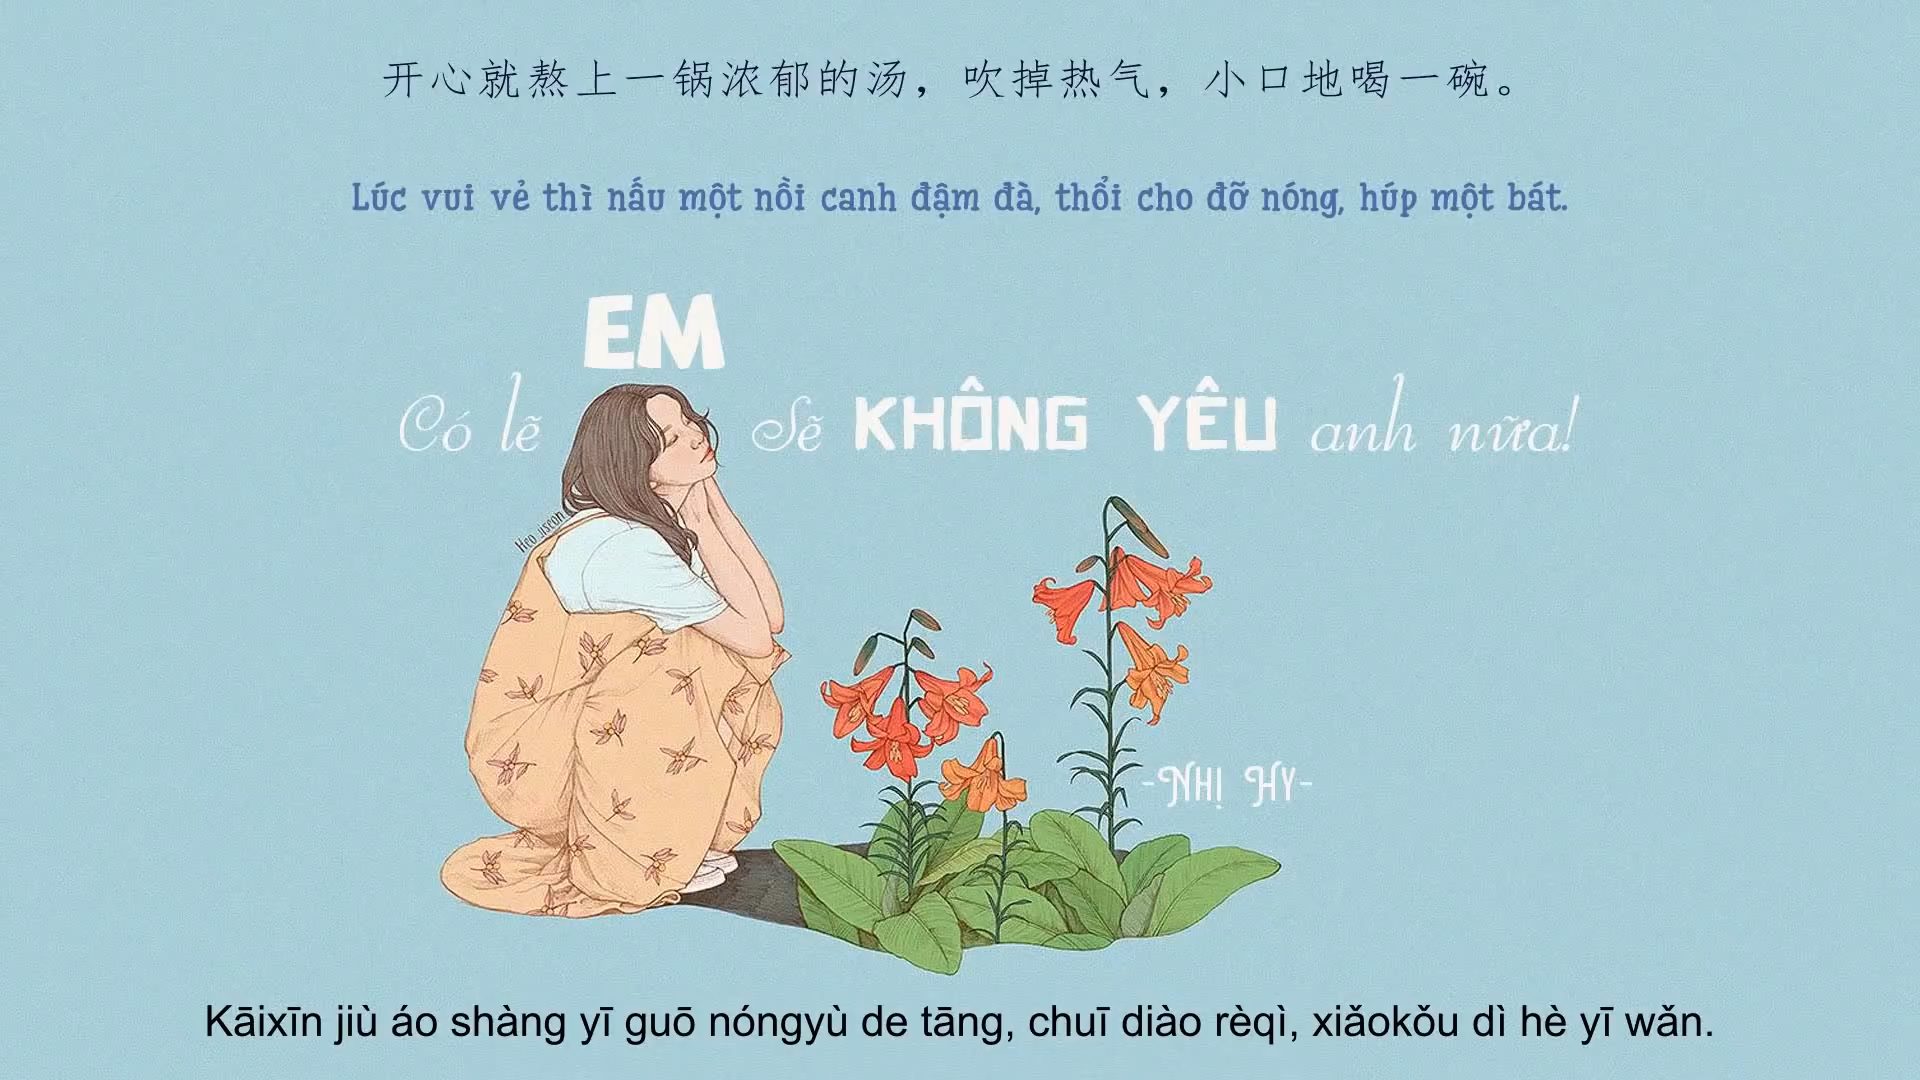 开心就熬上一锅浓郁的汤，吹掉热气，小口地喝一碗。
Lúc vui vẻ thì nấu một nồi canh đậm đà, thổi cho đỡ nóng, húp một bát.
EM
Có lẽ Sẽ KHÔNG YÊU anh nữa!
Heo jiseon
-NHỊ HY-
Kāixīn jiù áo shàng yī guō nóngyù de tāng, chuī diào rèqì, xiǎokǒu dì hè yī wǎn.